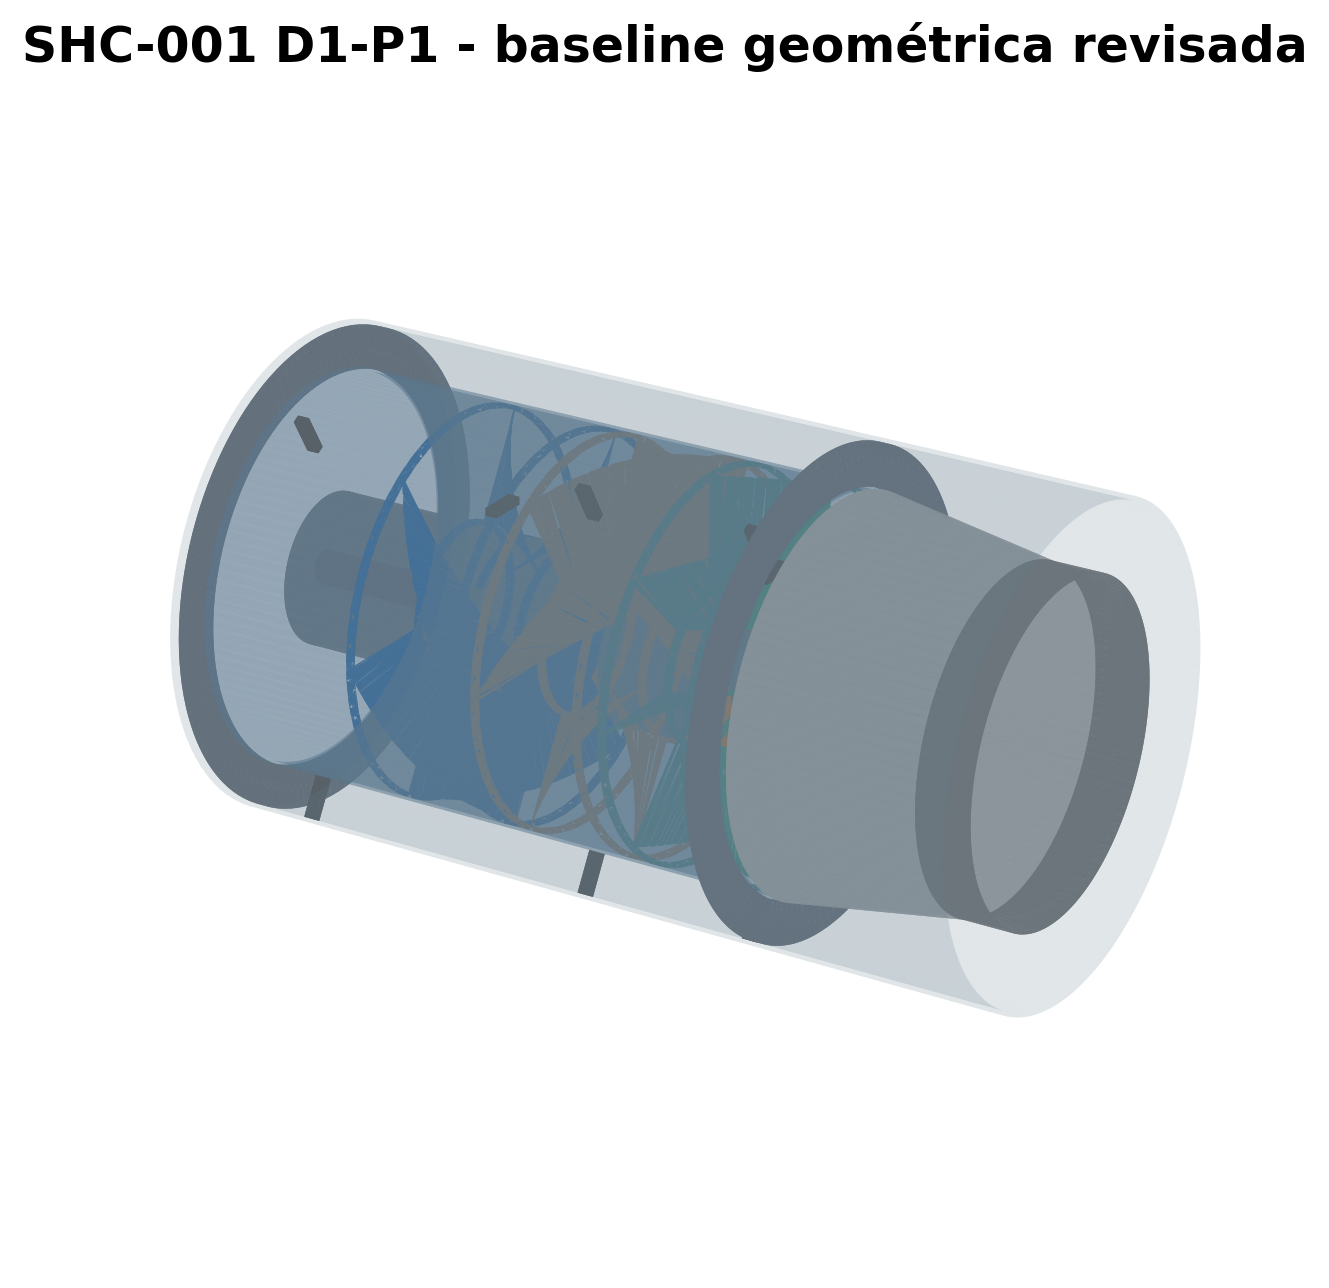 SHC-001 D1-P1 - baseline geométrica revisada